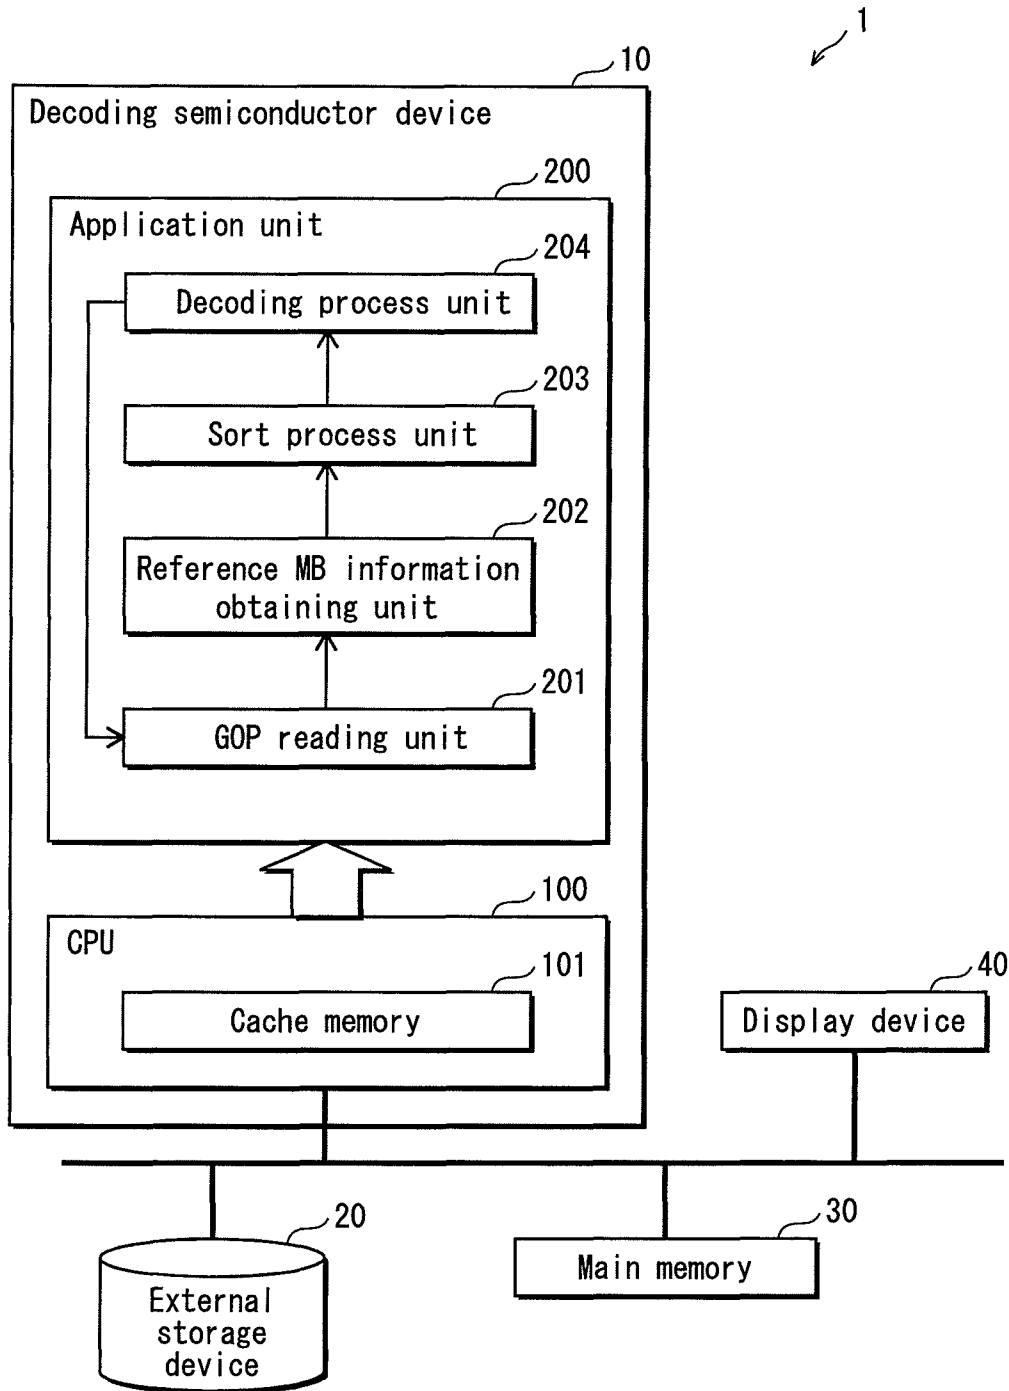 1
10
Decoding semiconductor device
200
Application unit
204
Decoding process unit
203
Sort process unit
202
Reference MB information
obtaining unit
201
GOP reading unit
100
CPU
101
Cache memory
40
Display device
20
External
storage
device
30
Main memory